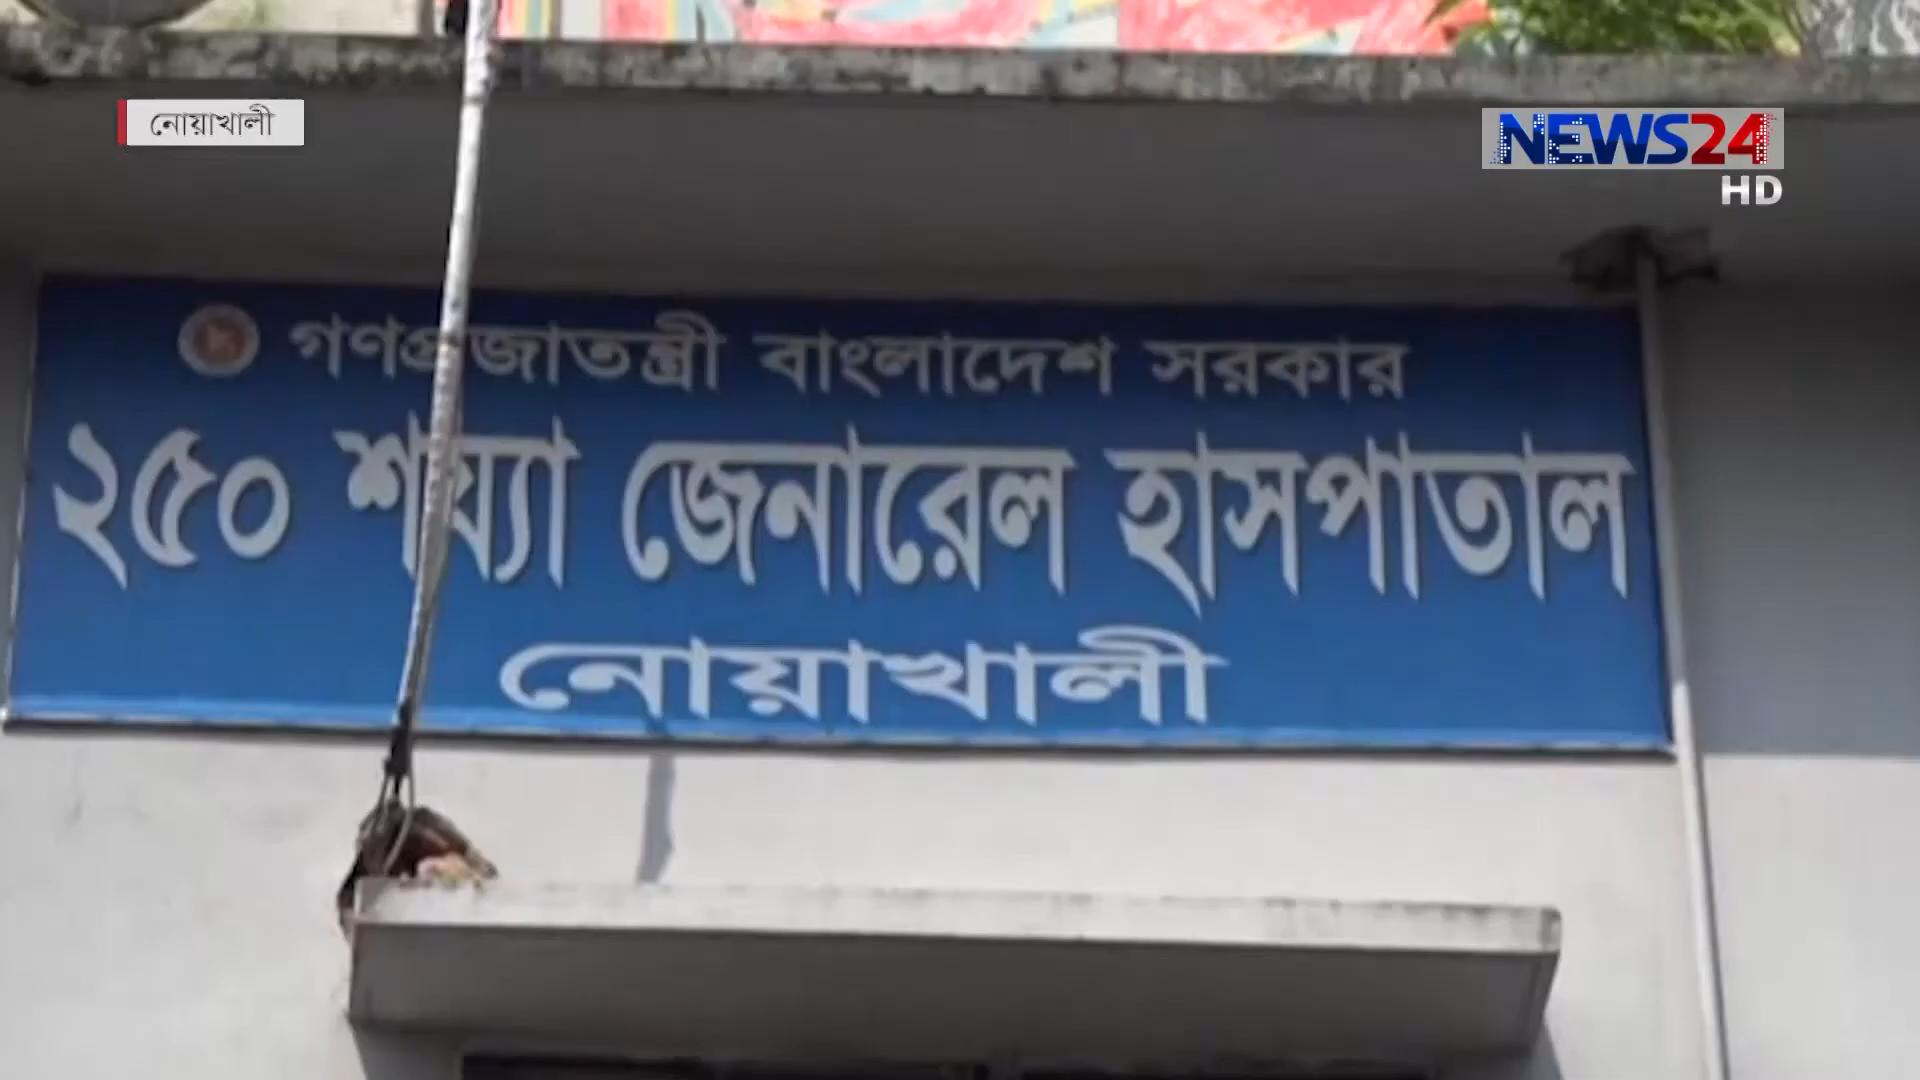 নোয়াখালী
NEWS24
HD
গণপ্রজাতন্ত্রী বাংলাদেশ সরকার
২৫০ শয্যা জেনারেল হাসপাতাল
নোয়াখালী